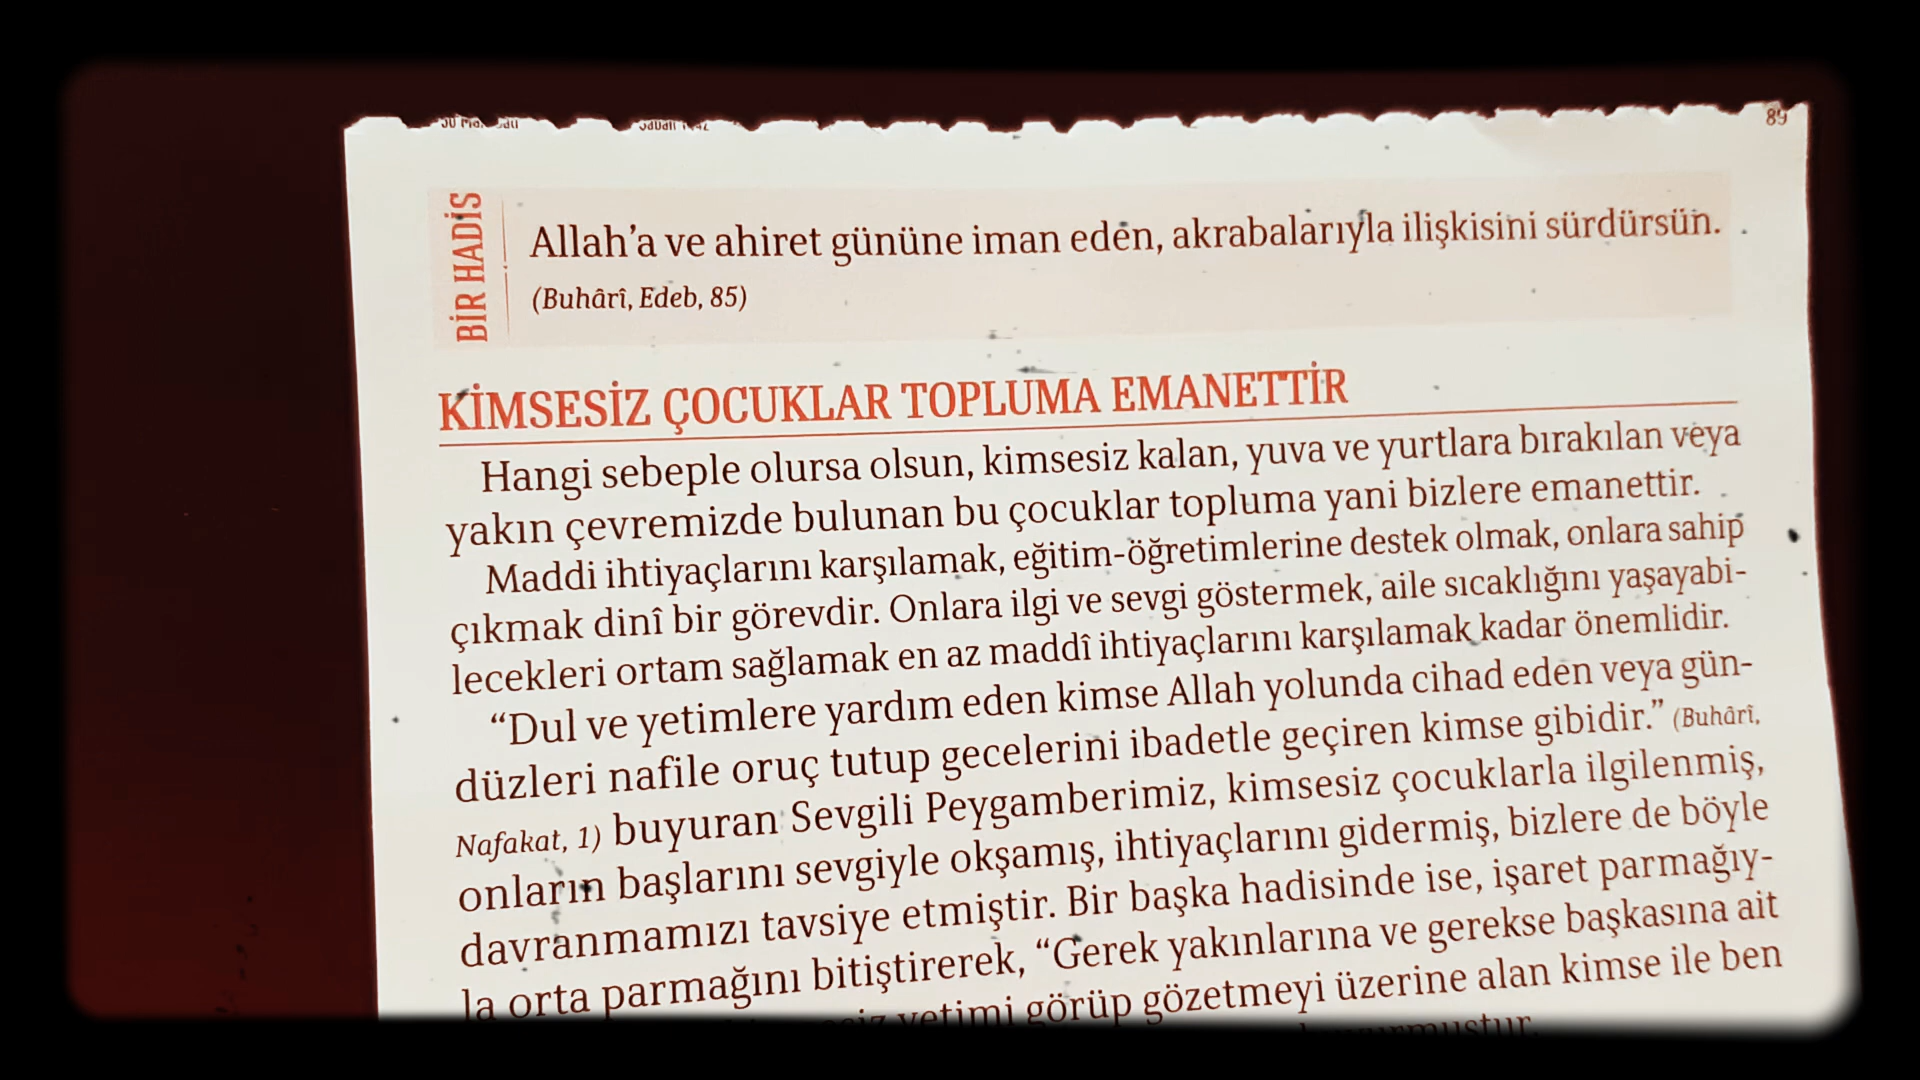 89
BİR HADİS
Allah’a ve ahiret gününe iman eden, akrabalarıyla ilişkisini sürdürsün.
(Buhârî, Edeb, 85)
KİMSESİZ ÇOCUKLAR TOPLUMA EMANETTİR
Hangi sebeple olursa olsun, kimsesiz kalan, yuva ve yurtlara bırakılan veya
yakın çevremizde bulunan bu çocuklar topluma yani bizlere emanettir.
Maddi ihtiyaçlarını karşılamak, eğitim-öğretimlerine destek olmak, onlara sahip
çıkmak dinî bir görevdir. Onlara ilgi ve sevgi göstermek, aile sıcaklığını yaşayabi-
lecekleri ortam sağlamak en az maddî ihtiyaçlarını karşılamak kadar önemlidir.
“Dul ve yetimlere yardım eden kimse Allah yolunda cihad eden veya gün-
düzleri nafile oruç tutup gecelerini ibadetle geçiren kimse gibidir.” (Buhârî,
Nafakat, 1) buyuran Sevgili Peygamberimiz, kimsesiz çocuklarla ilgilenmiş,
onların başlarını sevgiyle okşamış, ihtiyaçlarını gidermiş, bizlere de böyle
davranmamızı tavsiye etmiştir. Bir başka hadisinde ise, işaret parmağıy-
la orta parmağını bitiştirerek, “Gerek yakınlarına ve gerekse başkasına ait
yetimi görüp gözetmeyi üzerine alan kimse ile ben